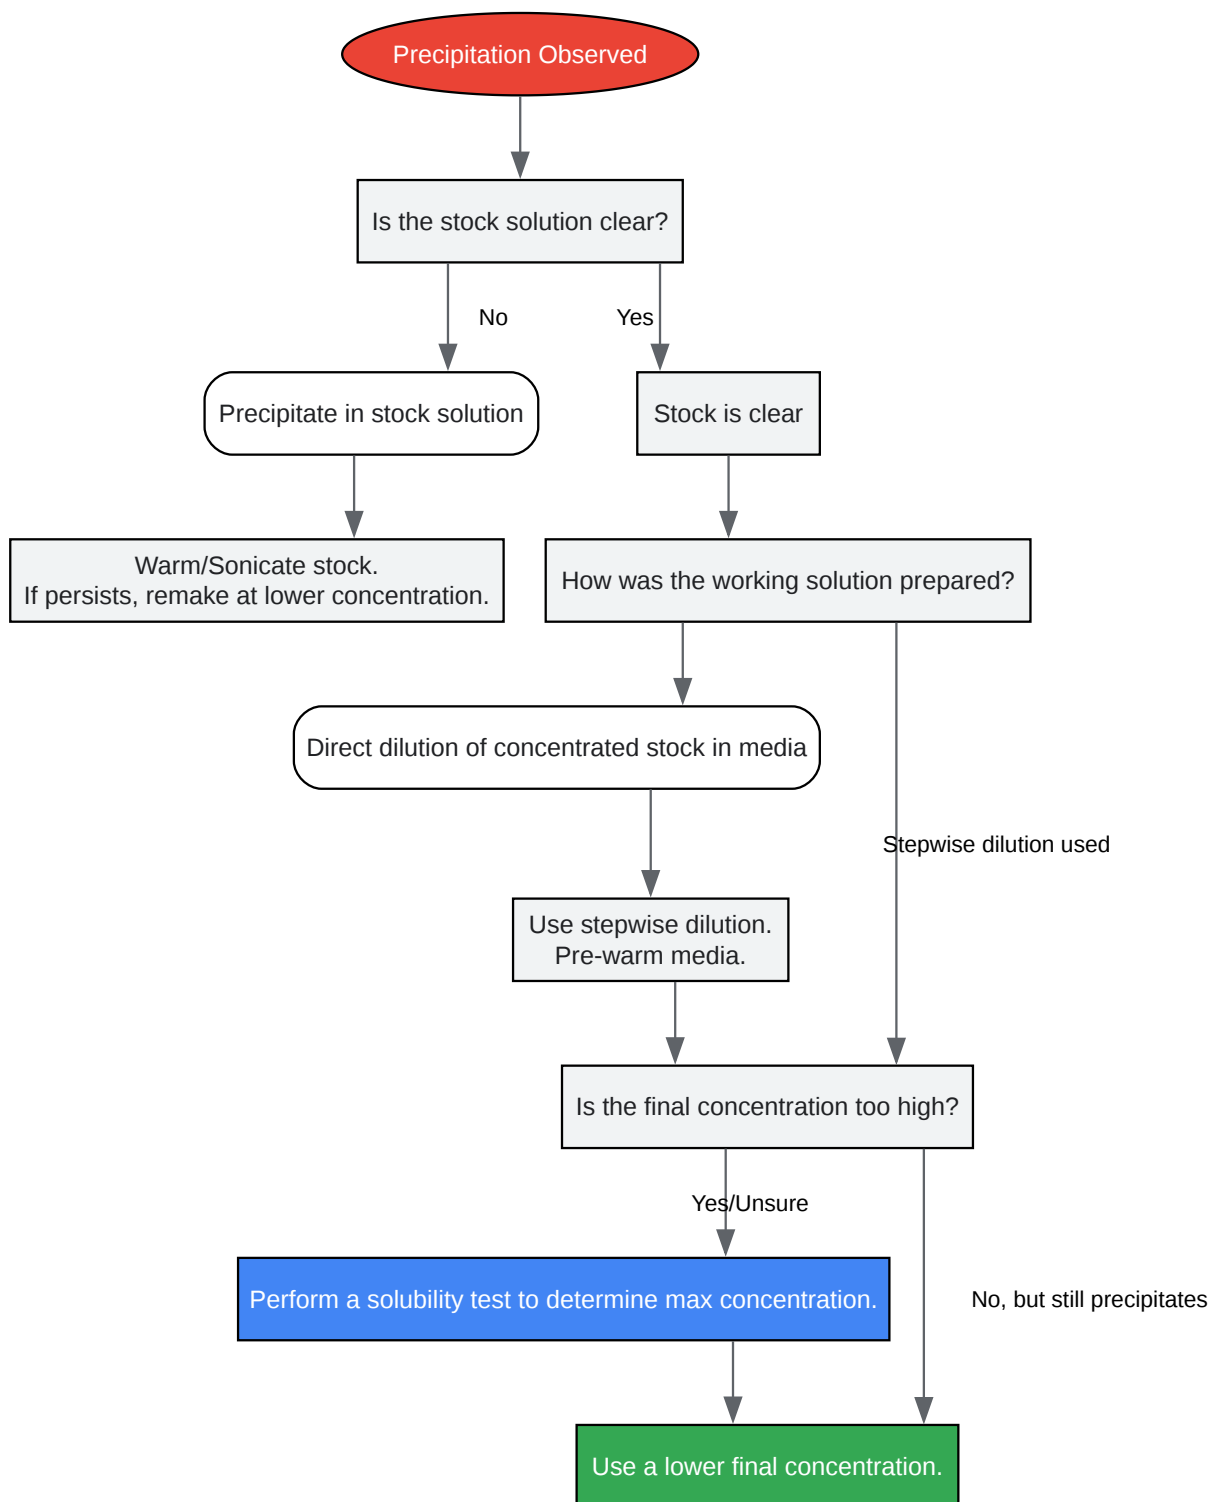 Precipitation Observed
Is the stock solution clear?
No
Yes
Precipitate in stock solution
Stock is clear
Warm/Sonicate stock.
If persists, remake at lower concentration.
How was the working solution prepared?
Direct dilution of concentrated stock in media
Stepwise dilution used
Use stepwise dilution.
Pre-warm media.
Is the final concentration too high?
Yes/Unsure
Perform a solubility test to determine max concentration.
No, but still precipitates
Use a lower final concentration.